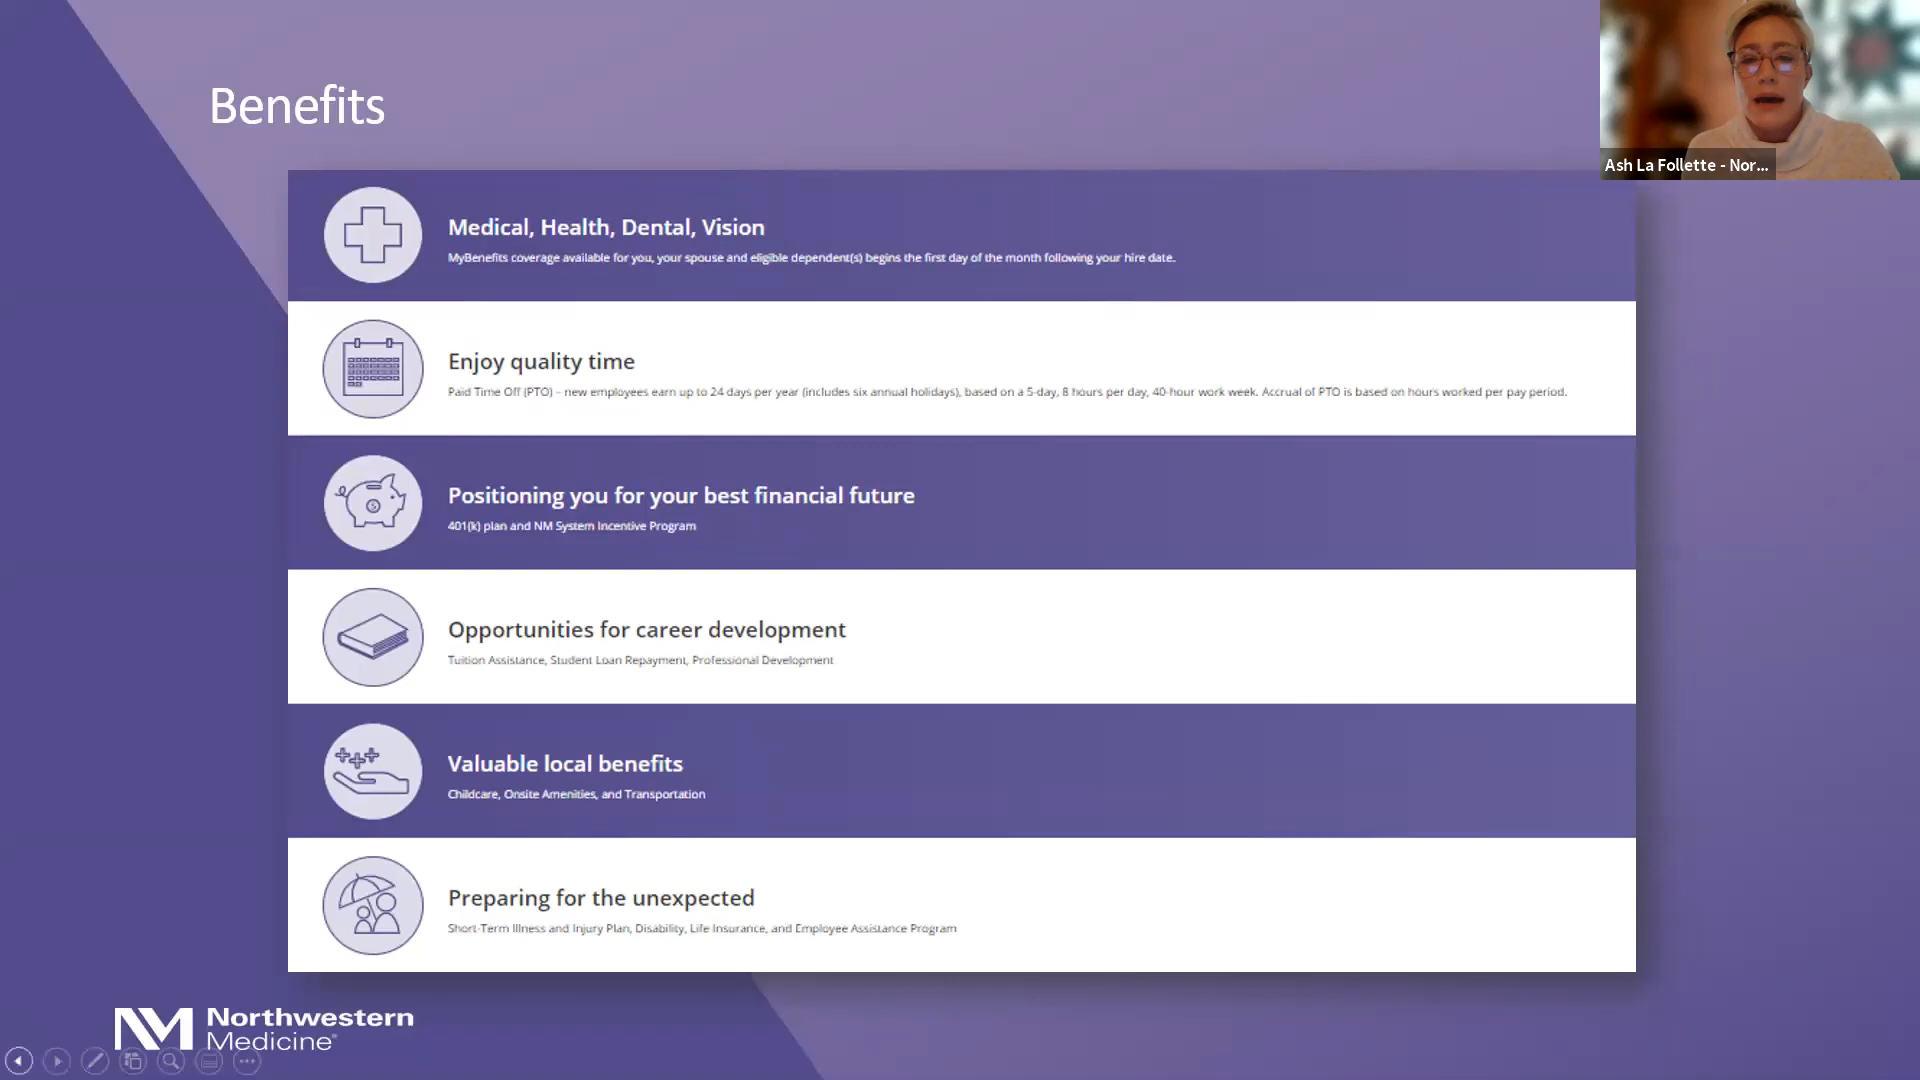 Benefits
Ash La Follette - Nor...
Medical, Health, Dental, Vision
MyBenefits coverage available for you, your spouse and eligible dependent(s) begins the first day of the month following your hire date.
Enjoy quality time
Paid Time Off (PTO) – new employees earn up to 24 days per year (includes six annual holidays), based on a 5-day, 8 hours per day, 40-hour work week. Accrual of PTO is based on hours worked per pay period.
Positioning you for your best financial future
401(k) plan and NM System Incentive Program
Opportunities for career development
Tuition Assistance, Student Loan Repayment, Professional Development
Valuable local benefits
Childcare, Onsite Amenities, and Transportation
Preparing for the unexpected
Short-Term Illness and Injury Plan, Disability, Life Insurance, and Employee Assistance Program
NM Northwestern
Medicine®